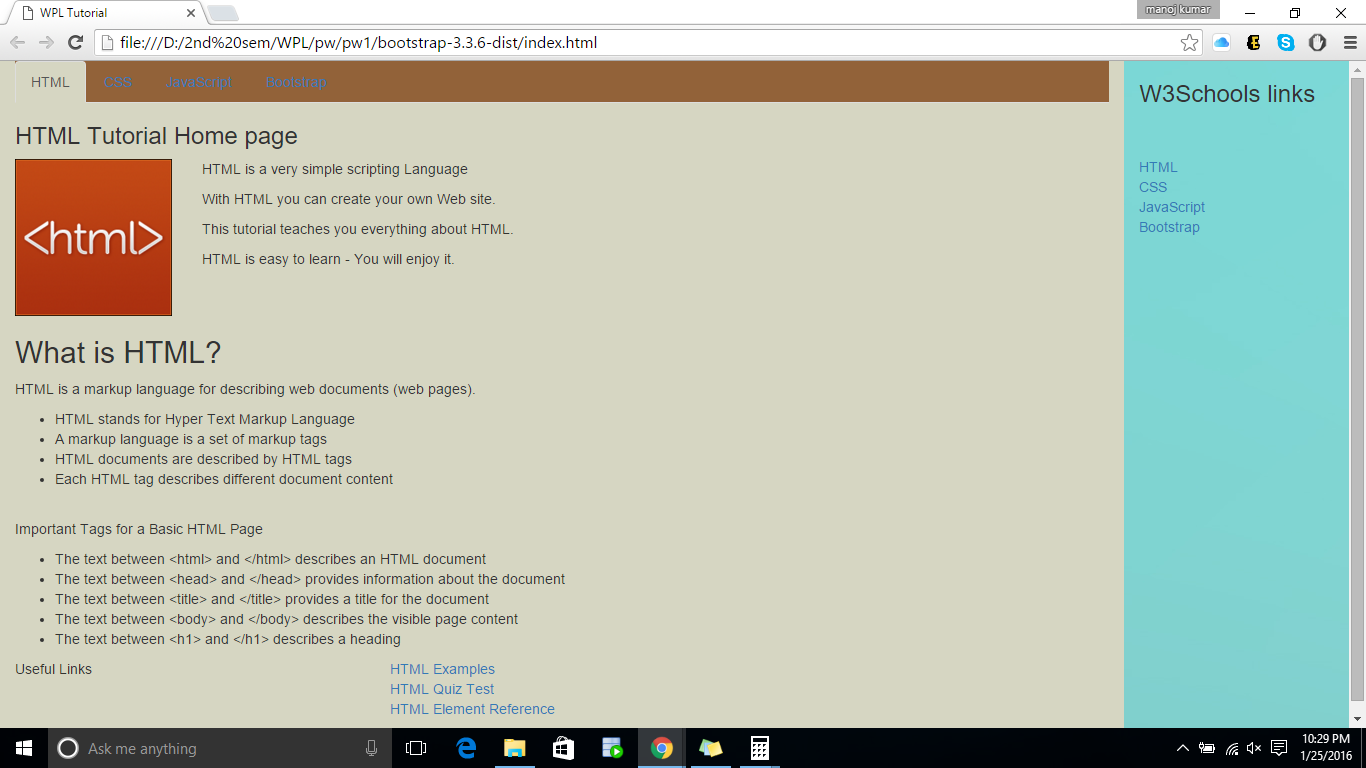 WPL Tutorial
manoj kumar
file:///D:/2nd%20sem/WPL/pw/pw1/bootstrap-3.3.6-dist/index.html
HTML CSS JavaScript Bootstrap
HTML Tutorial Home page
<html>
HTML is a very simple scripting Language
With HTML you can create your own Web site.
This tutorial teaches you everything about HTML.
HTML is easy to learn - You will enjoy it.
What is HTML?
HTML is a markup language for describing web documents (web pages).
• HTML stands for Hyper Text Markup Language
• A markup language is a set of markup tags
• HTML documents are described by HTML tags
• Each HTML tag describes different document content
Important Tags for a Basic HTML Page
• The text between <html> and </html> describes an HTML document
• The text between <head> and </head> provides information about the document
• The text between <title> and </title> provides a title for the document
• The text between <body> and </body> describes the visible page content
• The text between <h1> and </h1> describes a heading
Useful Links
HTML Examples
HTML Quiz Test
HTML Element Reference
W3Schools links
HTML
CSS
JavaScript
Bootstrap
Ask me anything
10:29 PM
1/25/2016